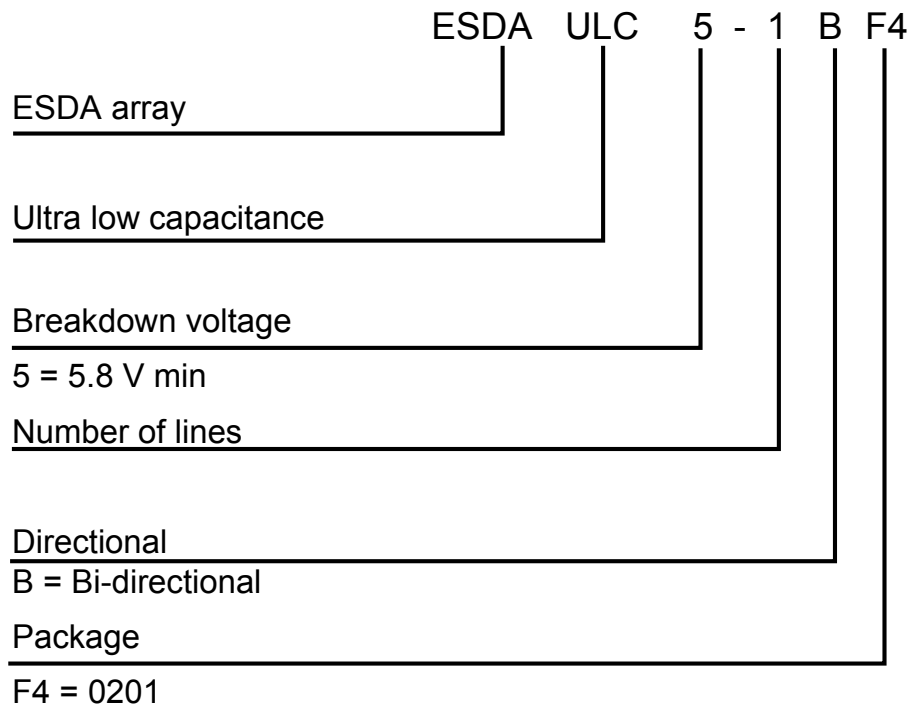 ESDA ULC 5 - 1 B F4
ESDA array
Ultra low capacitance
Breakdown voltage
5 = 5.8 V min
Number of lines
Directional
B = Bi-directional
Package
F4 = 0201